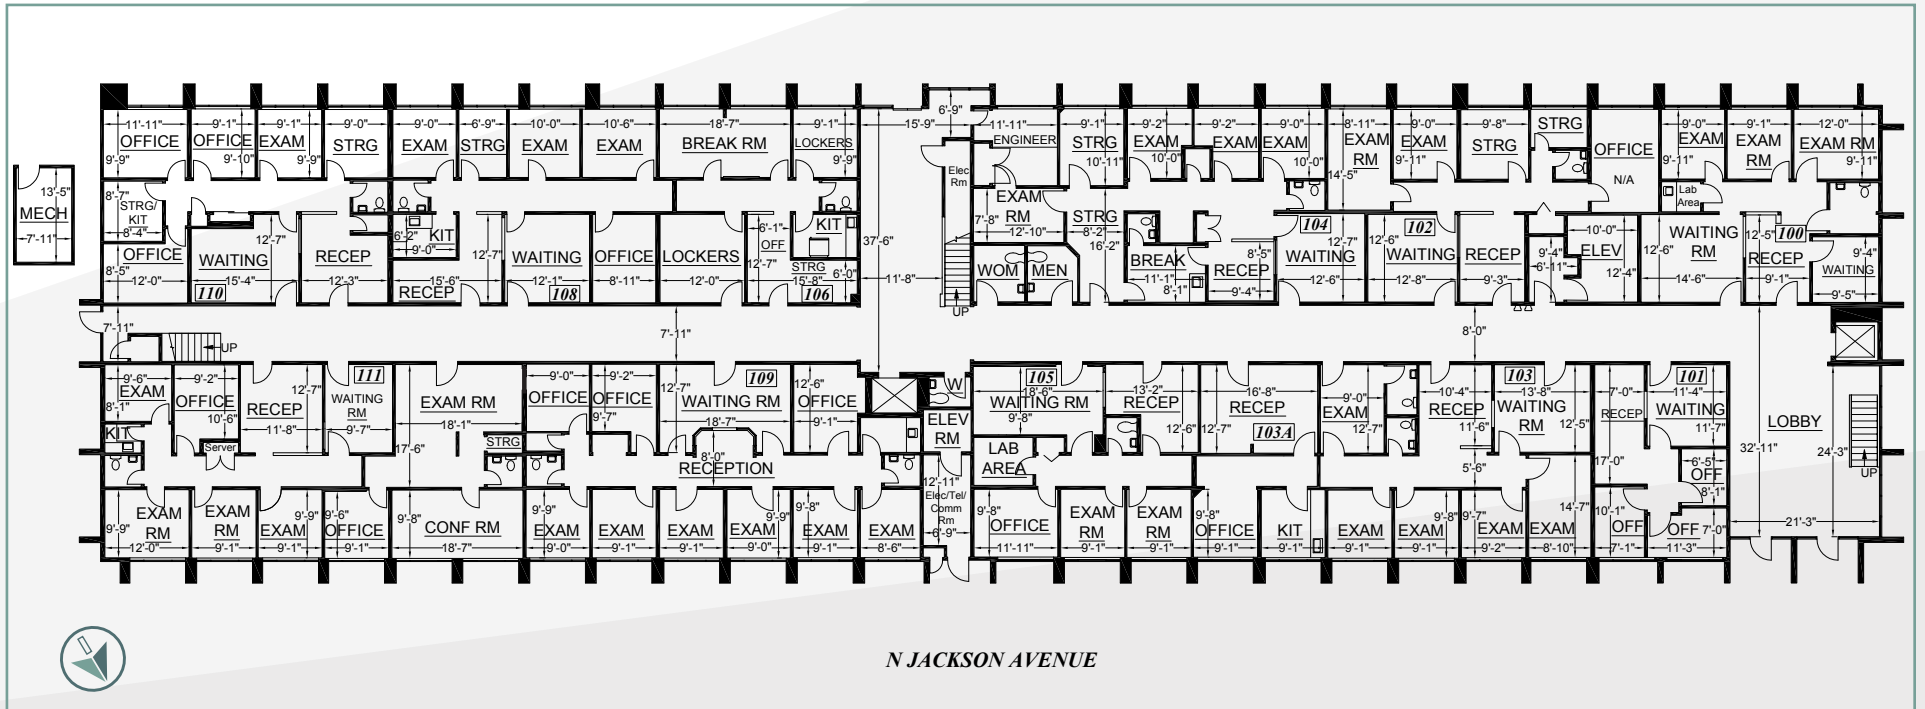 11'-11"
OFFICE
9'-9"
9'-1"
OFFICE
9'-10"
9'-1"
EXAM
9'-9"
9'-0"
STRG
9'-0"
EXAM
6'-9"
STRG
10'-0"
EXAM
10'-6"
EXAM
18'-7"
BREAK RM
9'-1"
LOCKERS
9'-9"
15'-9"
6'-9"
11'-11"
ENGINEER
9'-1"
STRG
10'-11"
9'-2"
EXAM
10'-0"
9'-2"
EXAM
9'-0"
EXAM
10'-0"
8'-11"
EXAM
RM
14'-5"
9'-0"
EXAM
9'-11"
9'-8"
STRG
STRG
OFFICE
N/A
9'-0"
EXAM
9'-11"
9'-1"
EXAM
RM
12'-0"
EXAM RM
9'-11"
13'-5"
MECH
7'-11"
8'-7"
STRG/
KIT
8'-4"
OFFICE
8'-5"
12'-0"
12'-7"
WAITING
15'-4"
110
RECEP
12'-3"
6'-2"
KIT
9'-0"
15'-6"
RECEP
12'-7"
WAITING
12'-1"
108
OFFICE
8'-11"
LOCKERS
12'-0"
6'-1"
OFF
12'-7"
KIT
STRG
6'-0"
15'-8"
106
37'-6"
11'-8"
Elec
Rm
UP
EXAM
RM
7'-8"
12'-10"
WOM
MEN
STRG
8'-2"
16'-2"
BREAK
11'-1"
8'-1"
8'-5"
RECEP
9'-4"
104
12'-7"
WAITING
12'-6"
102
12'-6"
WAITING
12'-8"
RECEP
9'-3"
9'-4"
6'-11"
10'-0"
ELEV
12'-4"
Lab
Area
WAITING
RM
12'-6"
14'-6"
12'-5"
100
RECEP
9'-1"
9'-4"
WAITING
9'-5"
7'-11"
UP
7'-11"
8'-0"
9'-6"
EXAM
8'-1"
KIT
9'-2"
OFFICE
10'-6"
Server
12'-7"
RECEP
11'-8"
111
WAITING
RM
9'-7"
EXAM RM
18'-1"
17'-6"
STRG
9'-0"
OFFICE
9'-2"
OFFICE
9'-7"
12'-7"
109
WAITING RM
18'-7"
8'-0"
RECEPTION
12'-6"
OFFICE
9'-1"
W
ELEV
RM
12'-11"
Elec/Tel/
Comm
Rm
6'-9"
105
18'-6"
WAITING RM
9'-8"
LAB
AREA
13'-2"
RECEP
12'-6"
16'-8"
RECEP
103A
12'-7"
9'-0"
EXAM
12'-7"
10'-4"
RECEP
11'-6"
5'-6"
103
13'-8"
WAITING
RM
12'-5"
7'-0"
RECEP
17'-0"
101
11'-4"
WAITING
11'-7"
6'-5"
OFF
8'-1"
LOBBY
32'-11"
24'-3"
UP
21'-3"
9'-9"
EXAM
RM
12'-0"
EXAM
RM
9'-1"
9'-9"
EXAM
9'-1"
9'-6"
OFFICE
9'-1"
9'-8"
CONF RM
18'-7"
9'-9"
EXAM
9'-0"
EXAM
9'-1"
EXAM
9'-1"
9'-9"
EXAM
9'-0"
9'-8"
EXAM
9'-1"
EXAM
8'-6"
9'-8"
OFFICE
11'-11"
EXAM
RM
9'-1"
EXAM
RM
9'-1"
9'-8"
OFFICE
9'-1"
KIT
9'-1"
EXAM
9'-1"
9'-8"
EXAM
9'-1"
9'-7"
EXAM
9'-2"
14'-7"
EXAM
8'-10"
10'-1"
OFF
7'-1"
OFF
7'-0"
11'-3"
N JACKSON AVENUE